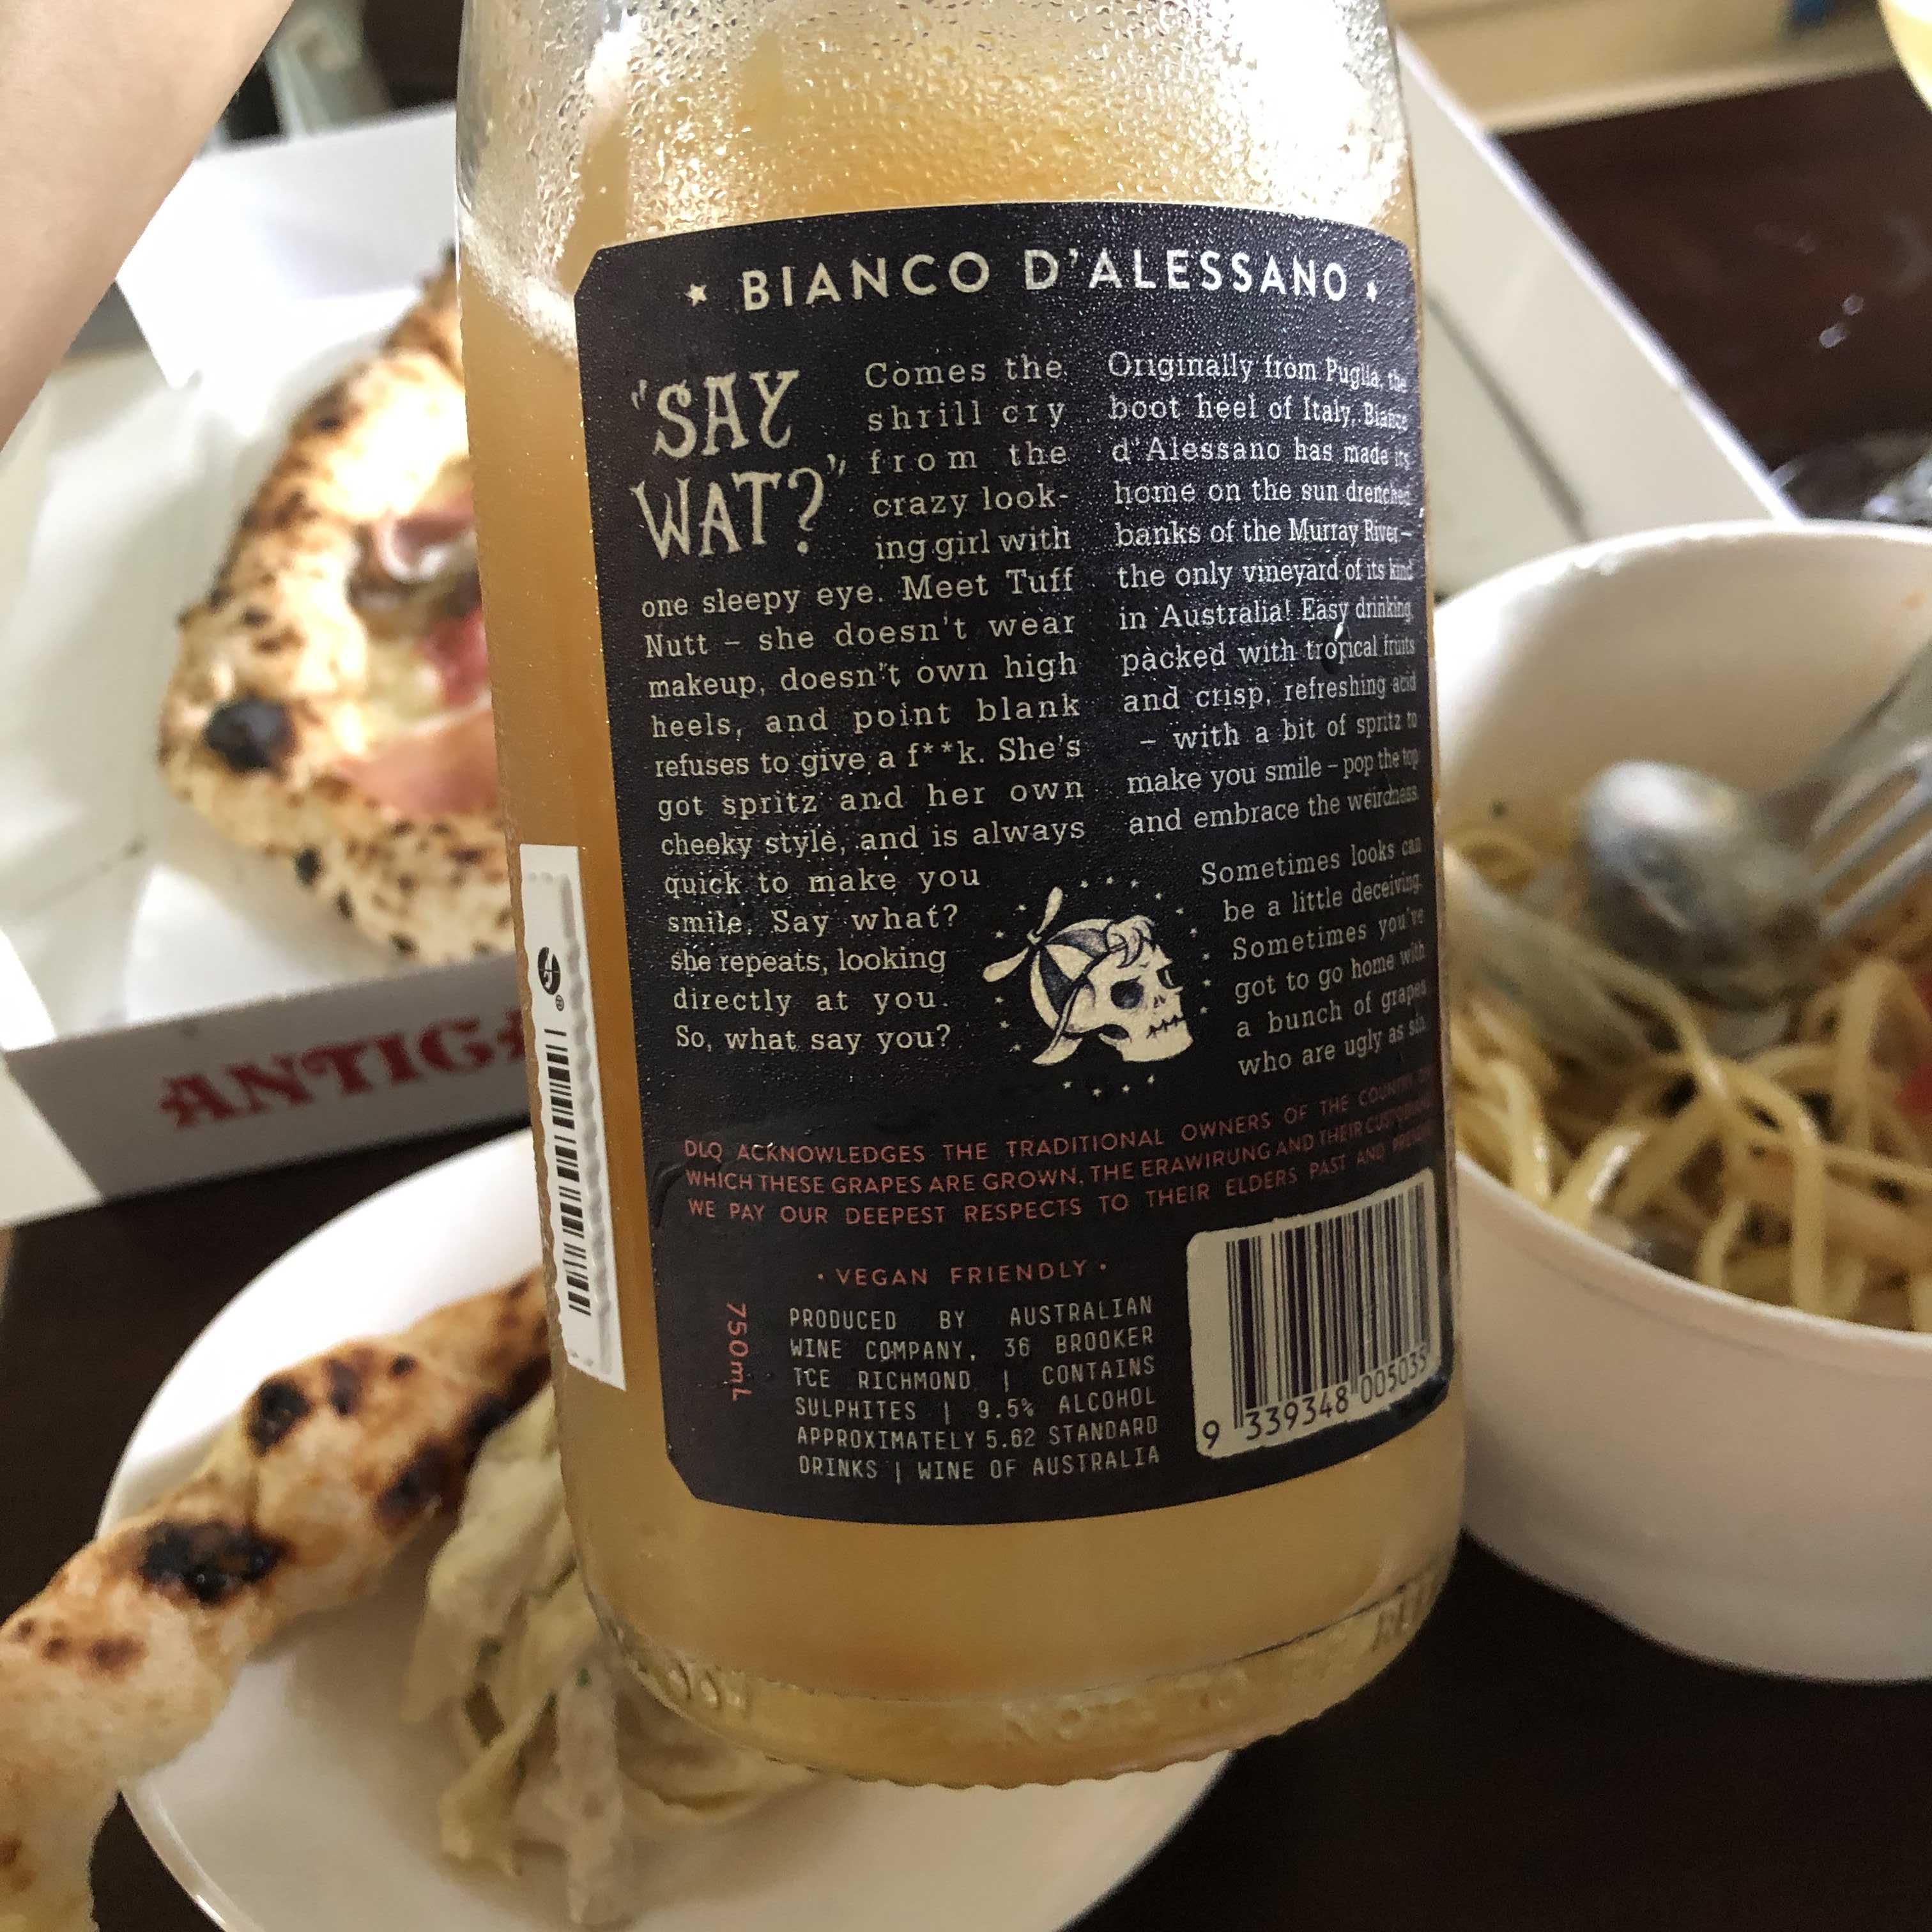 ★ BIANCO D'ALESSANO ★
"SAY
WAT?"
Comes the
shrill cry
from the
crazy look-
ing girl with
one sleepy eye. Meet Tuff
Nutt – she doesn't wear
makeup, doesn't own high
heels, and point blank
refuses to give a f**k. She's
got spritz and her own
cheeky style, and is always
quick to make you
smile. Say what?
she repeats, looking
directly at you.
So, what say you?
Originally from Puglia, the
boot heel of Italy, Bianco
d'Alessano has made its
home on the sun drenched
banks of the Murray River –
the only vineyard of its kind
in Australia! Easy drinking,
packed with tropical fruits
and crisp, refreshing acid
– with a bit of spritz to
make you smile – pop the top
and embrace the weirdness.
Sometimes looks can
be a little deceiving.
Sometimes you've
got to go home with
a bunch of grapes
who are ugly as sin.
DLQ ACKNOWLEDGES THE TRADITIONAL OWNERS OF THE COUNTRY ON
WHICH THESE GRAPES ARE GROWN, THE ERAWIRUNG AND THEIR CUSTODIANS
WE PAY OUR DEEPEST RESPECTS TO THEIR ELDERS PAST AND PRESENT
• VEGAN FRIENDLY •
750mL
PRODUCED BY AUSTRALIAN
WINE COMPANY, 36 BROOKER
TCE RICHMOND | CONTAINS
SULPHITES | 9.5% ALCOHOL
APPROXIMATELY 5.62 STANDARD
DRINKS | WINE OF AUSTRALIA
9 339348 005035
ANTIGA
NOT TO BE